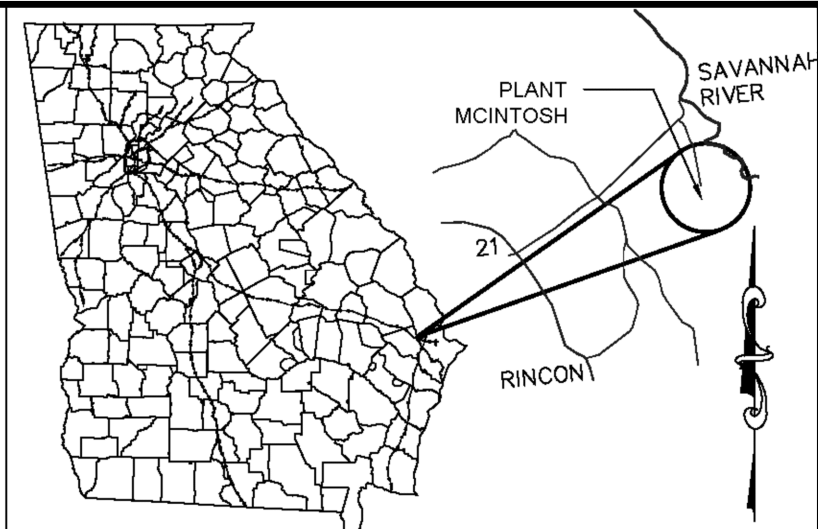 SAVANNAH
RIVER
PLANT
MCINTOSH
21
RINCON